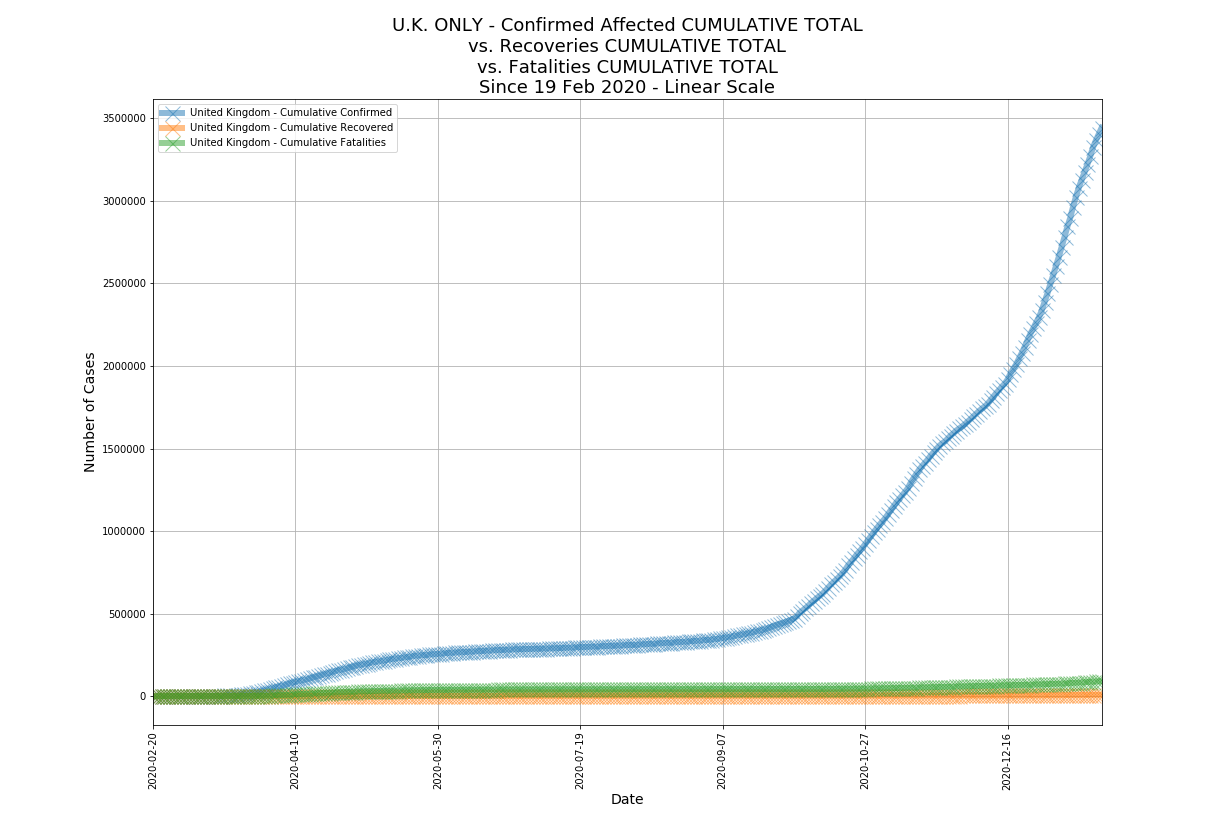 U.K. ONLY - Confirmed Affected CUMULATIVE TOTAL
vs. Recoveries CUMULATIVE TOTAL
vs. Fatalities CUMULATIVE TOTAL
Since 19 Feb 2020 - Linear Scale
United Kingdom - Cumulative Confirmed
United Kingdom - Cumulative Recovered
United Kingdom - Cumulative Fatalities
Number of Cases
3500000
3000000
2500000
2000000
1500000
1000000
500000
0
2020-02-20
2020-04-10
2020-05-30
2020-07-19
2020-09-07
2020-10-27
2020-12-16
Date